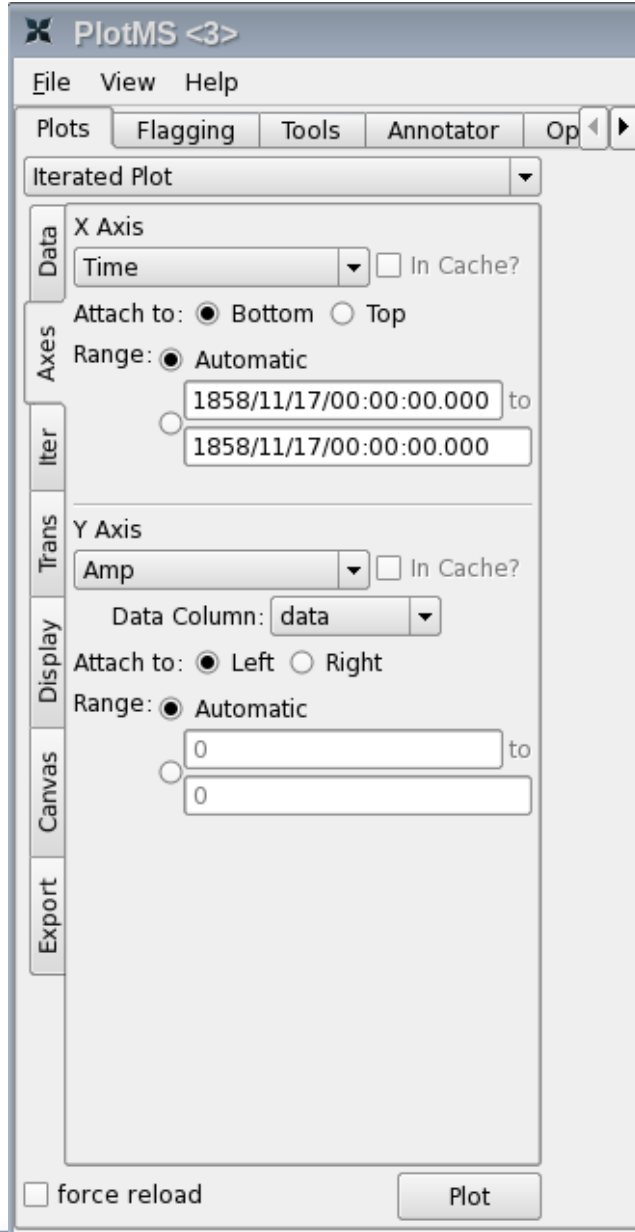 PlotMS <3>
File View Help
Plots Flagging Tools Annotator Op
Iterated Plot
Data
Axes
Iter
Trans
Display
Canvas
Export
X Axis
Time In Cache?
Attach to: Bottom Top
Range: Automatic
1858/11/17/00:00:00.000 to
1858/11/17/00:00:00.000
Y Axis
Amp In Cache?
Data Column: data
Attach to: Left Right
Range: Automatic
0 to
0
force reload Plot